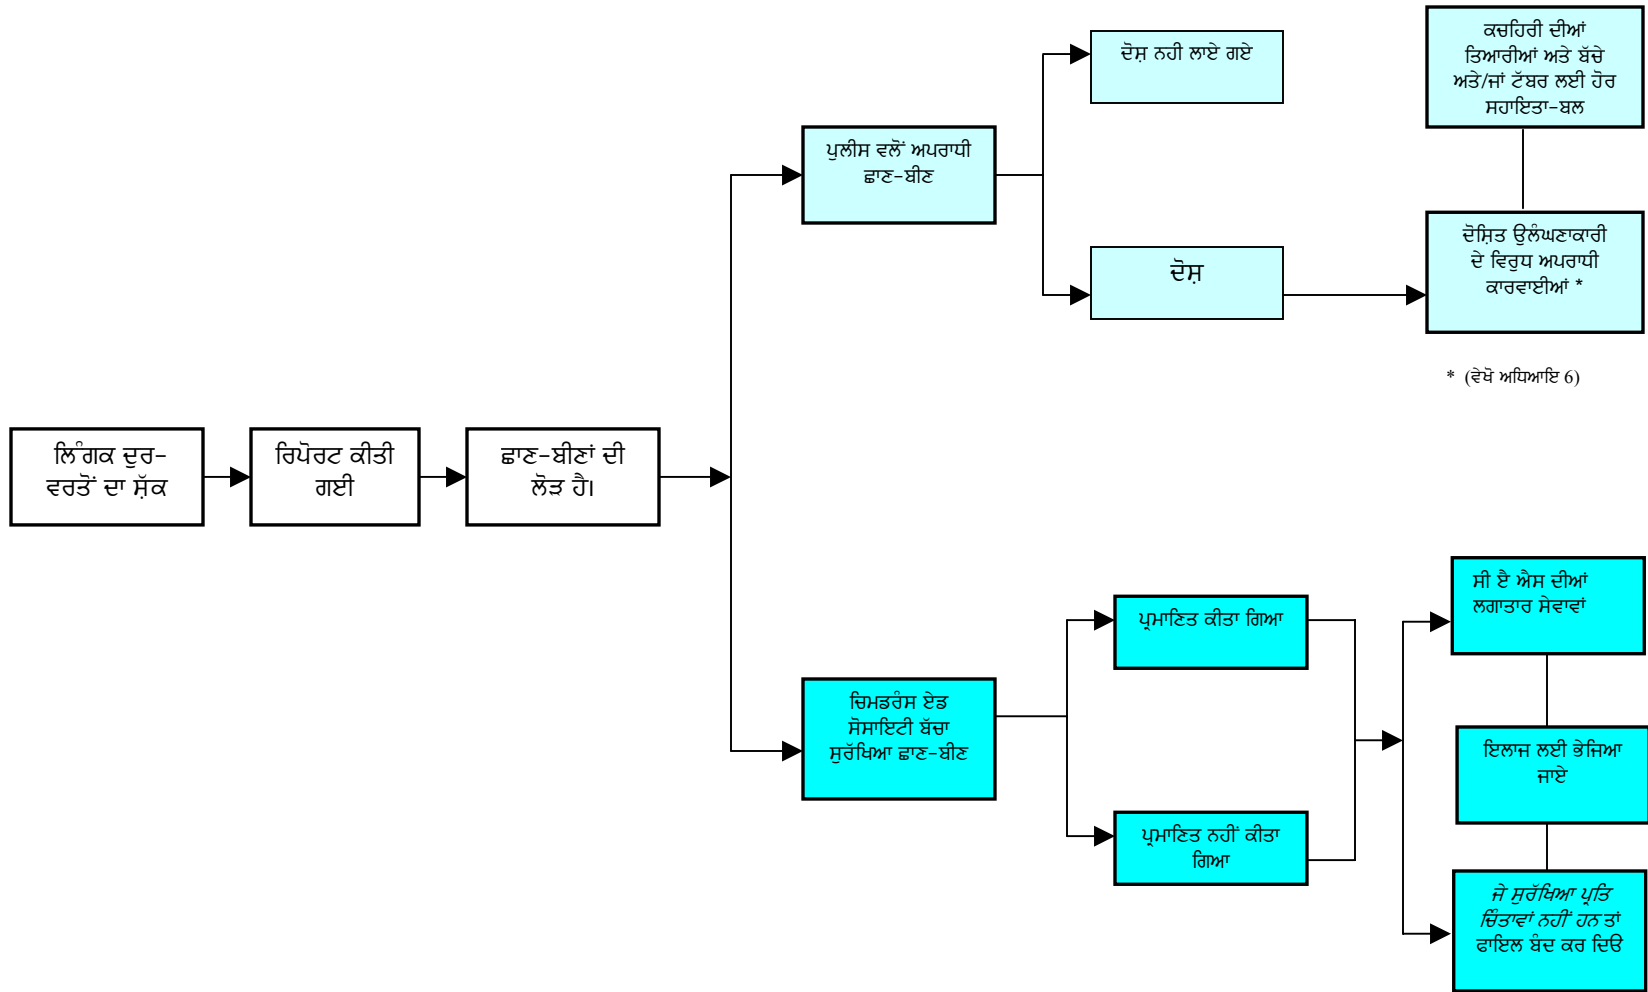 ਲਿੰਗਕ ਦੁਰ-
ਵਰਤੋਂ ਦਾ ਸ਼ੱਕ
ਰਿਪੋਰਟ ਕੀਤੀ
ਗਈ
ਛਾਣ-ਬੀਣਾਂ ਦੀ
ਲੋੜ ਹੈ।
ਪੁਲੀਸ ਵਲੋਂ ਅਪਰਾਧੀ
ਛਾਣ-ਬੀਣ
ਦੋਸ਼ ਨਹੀ ਲਾਏ ਗਏ
ਦੋਸ਼
ਕਚਹਿਰੀ ਦੀਆਂ
ਤਿਆਰੀਆਂ ਅਤੇ ਬੱਚੇ
ਅਤੇ/ਜਾਂ ਟੱਬਰ ਲਈ ਹੋਰ
ਸਹਾਇਤਾ-ਬਲ
ਦੋਸ਼ਿਤ ਉਲੰਘਣਾਕਾਰੀ
ਦੇ ਵਿਰੁਧ ਅਪਰਾਧੀ
ਕਾਰਵਾਈਆਂ *
* (ਵੇਖੋ ਅਧਿਆਇ 6)
ਚਿਮਡਰੰਸ ਏਡ
ਸੋਸਾਇਟੀ ਬੱਚਾ
ਸੁਰੱਖਿਆ ਛਾਣ-ਬੀਣ
ਪ੍ਰਮਾਣਿਤ ਕੀਤਾ ਗਿਆ
ਪ੍ਰਮਾਣਿਤ ਨਹੀਂ ਕੀਤਾ
ਗਿਆ
ਸੀ ਏੈ ਐਸ ਦੀਆਂ
ਲਗਾਤਾਰ ਸੇਵਾਵਾਂ
ਇਲਾਜ ਲਈ ਭੇਜਿਆ
ਜਾਏ
ਜੇ ਸੁਰੱਖਿਆ ਪ੍ਰਤਿ
ਚਿੰਤਾਵਾਂ ਨਹੀਂ ਹਨ ਤਾਂ
ਫਾਇਲ ਬੰਦ ਕਰ ਦਿੳ